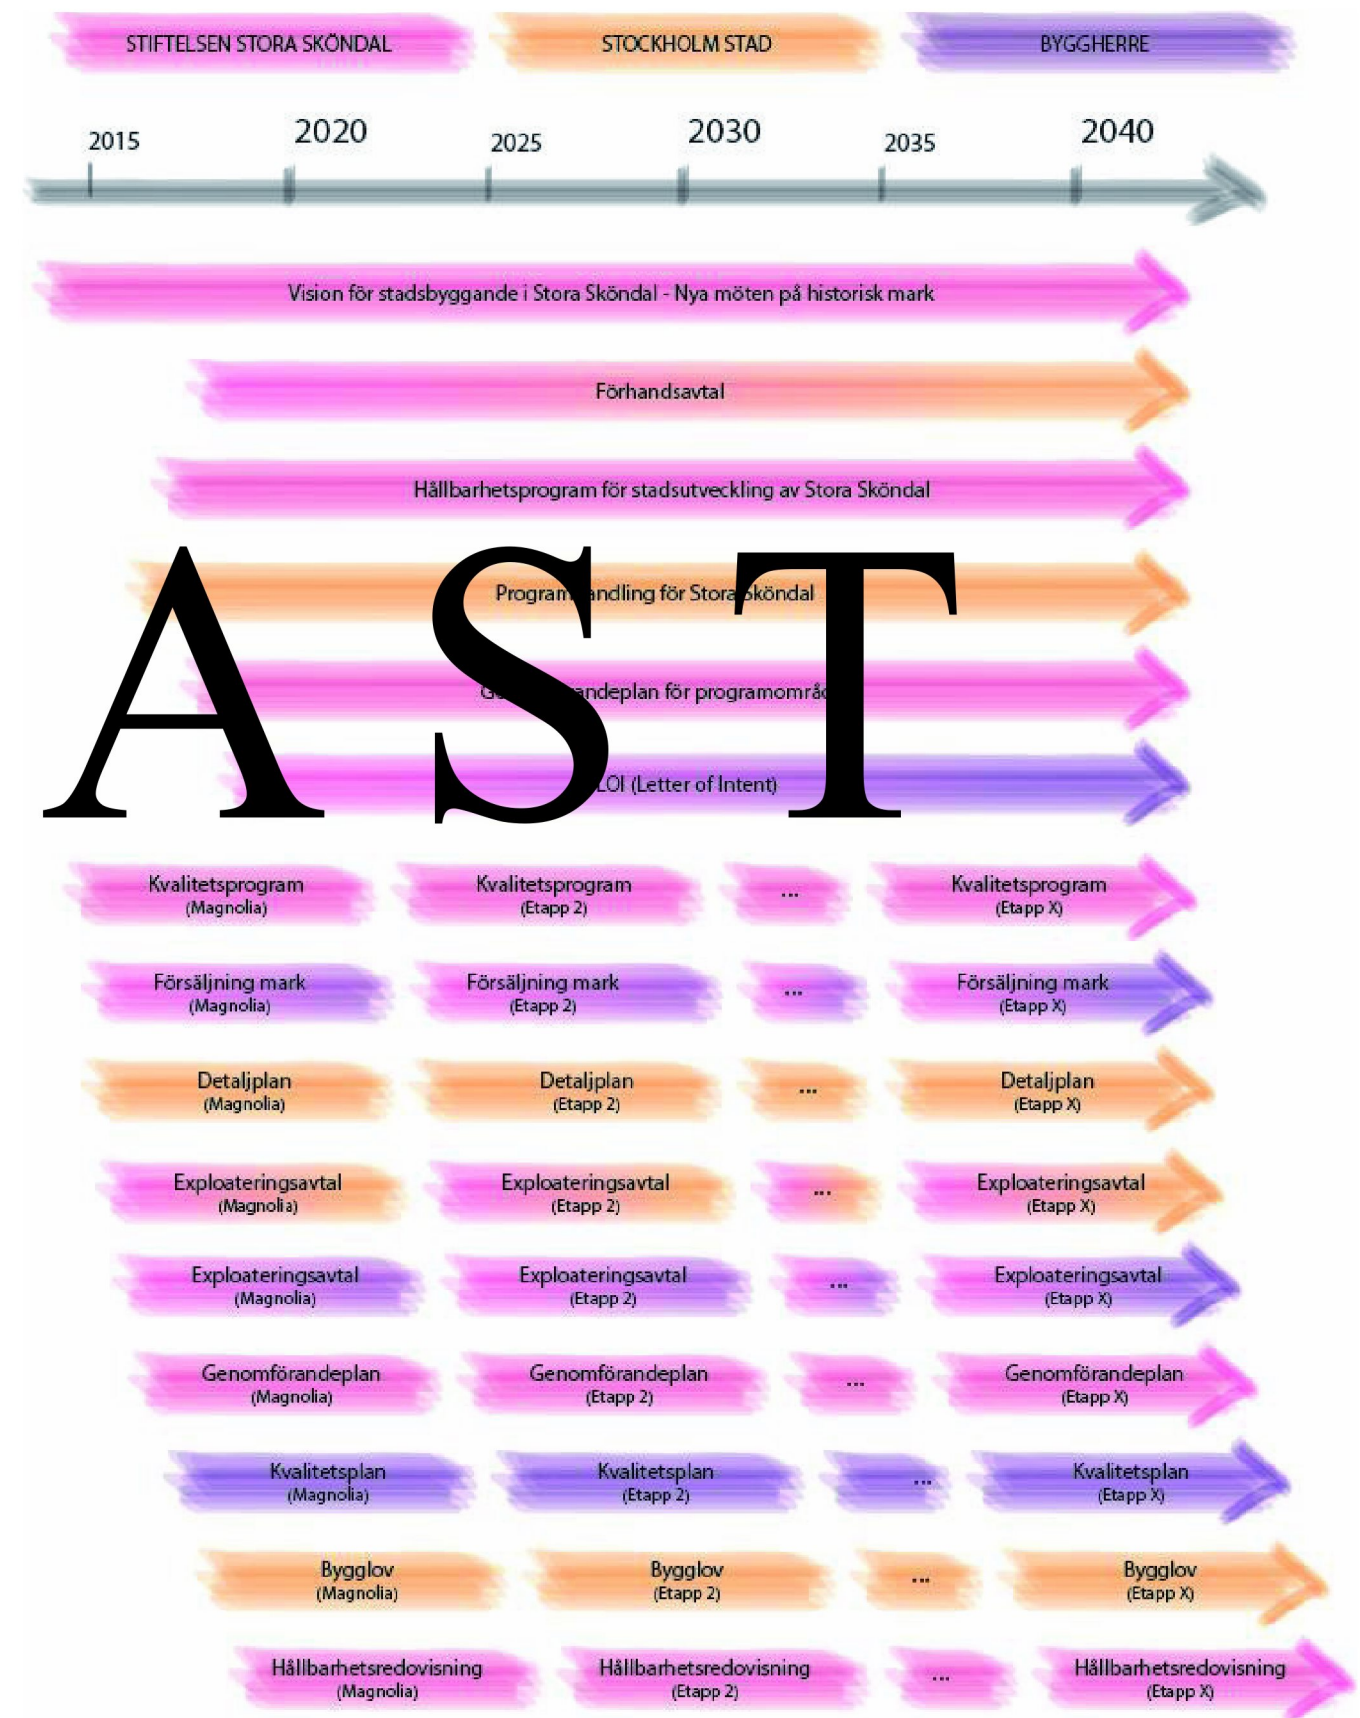 STIFTELSEN STORA SKÖNDAL STOCKHOLM STAD BYGGHERRE
2015 2020 2025 2030 2035 2040
Vision för stadsbyggande i Stora Sköndal - Nya möten på historisk mark
Förhandsavtal
Hållbarhetsprogram för stadsutveckling av Stora Sköndal
för Stora Sköndal
A S T
för
LOI (Letter of Intent)
Kvalitetsprogram Kvalitetsprogram ... Kvalitetsprogram
(Magnolia) (Etapp 2) (Etapp X)
Försäljning mark Försäljning mark ... Försäljning mark
(Magnolia) (Etapp 2) (Etapp X)
Detaljplan Detaljplan ... Detaljplan
(Magnolia) (Etapp 2) (Etapp X)
Exploateringsavtal Exploateringsavtal ... Exploateringsavtal
(Magnolia) (Etapp 2) (Etapp X)
Exploateringsavtal Exploateringsavtal ... Exploateringsavtal
(Magnolia) (Etapp 2) (Etapp X)
Genomförandeplan Genomförandeplan ... Genomförandeplan
(Magnolia) (Etapp 2) (Etapp X)
Kvalitetsplan Kvalitetsplan ... Kvalitetsplan
(Magnolia) (Etapp 2) (Etapp X)
Bygglov Bygglov ... Bygglov
(Magnolia) (Etapp 2) (Etapp X)
Hållbarhetsredovisning Hållbarhetsredovisning ... Hållbarhetsredovisning
(Magnolia) (Etapp 2) (Etapp X)